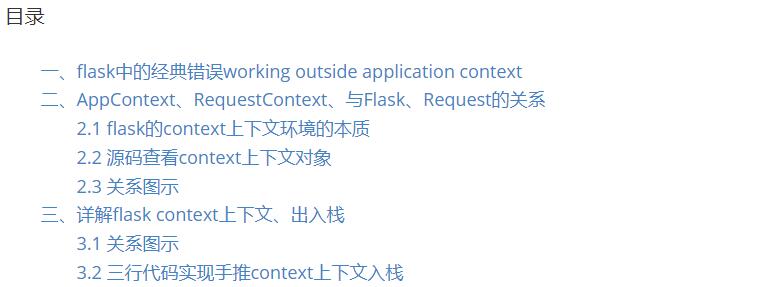 目录
一、flask中的经典错误working outside application context
二、AppContext、RequestContext、与Flask、Request的关系
2.1 flask的context上下文环境的本质
2.2 源码查看context上下文对象
2.3 关系图示
三、详解flask context上下文、出入栈
3.1 关系图示
3.2 三行代码实现手推context上下文入栈